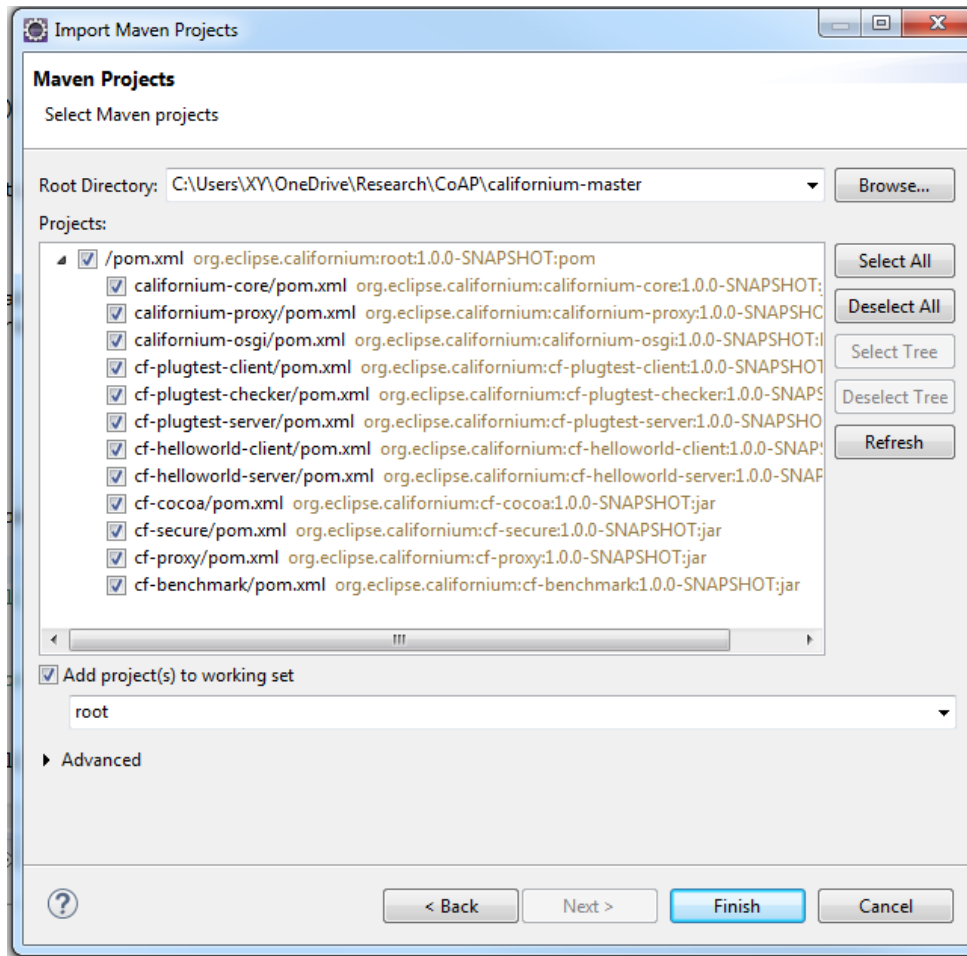 Import Maven Projects
Maven Projects
Select Maven projects
Root Directory: C:\Users\XY\OneDrive\Research\CoAP\californium-master Browse...
Projects:
/pom.xml org.eclipse.californium:root:1.0.0-SNAPSHOT:pom Select All
californium-core/pom.xml org.eclipse.californium:californium-core:1.0.0-SNAPSHOT:
californium-proxy/pom.xml org.eclipse.californium:californium-proxy:1.0.0-SNAPSHO Deselect All
californium-osgi/pom.xml org.eclipse.californium:californium-osgi:1.0.0-SNAPSHOT:
Select Tree
cf-plugtest-client/pom.xml org.eclipse.californium:cf-plugtest-client:1.0.0-SNAPSHOT
cf-plugtest-checker/pom.xml org.eclipse.californium:cf-plugtest-checker:1.0.0-SNAPS Deselect Tree
cf-plugtest-server/pom.xml org.eclipse.californium:cf-plugtest-server:1.0.0-SNAPSHO
cf-helloworld-client/pom.xml org.eclipse.californium:cf-helloworld-client:1.0.0-SNAP Refresh
cf-helloworld-server/pom.xml org.eclipse.californium:cf-helloworld-server:1.0.0-SNAP
cf-cocoa/pom.xml org.eclipse.californium:cf-cocoa:1.0.0-SNAPSHOT:jar
cf-secure/pom.xml org.eclipse.californium:cf-secure:1.0.0-SNAPSHOT:jar
cf-proxy/pom.xml org.eclipse.californium:cf-proxy:1.0.0-SNAPSHOT:jar
cf-benchmark/pom.xml org.eclipse.californium:cf-benchmark:1.0.0-SNAPSHOT:jar
Add project(s) to working set
root
Advanced
? < Back Next > Finish Cancel